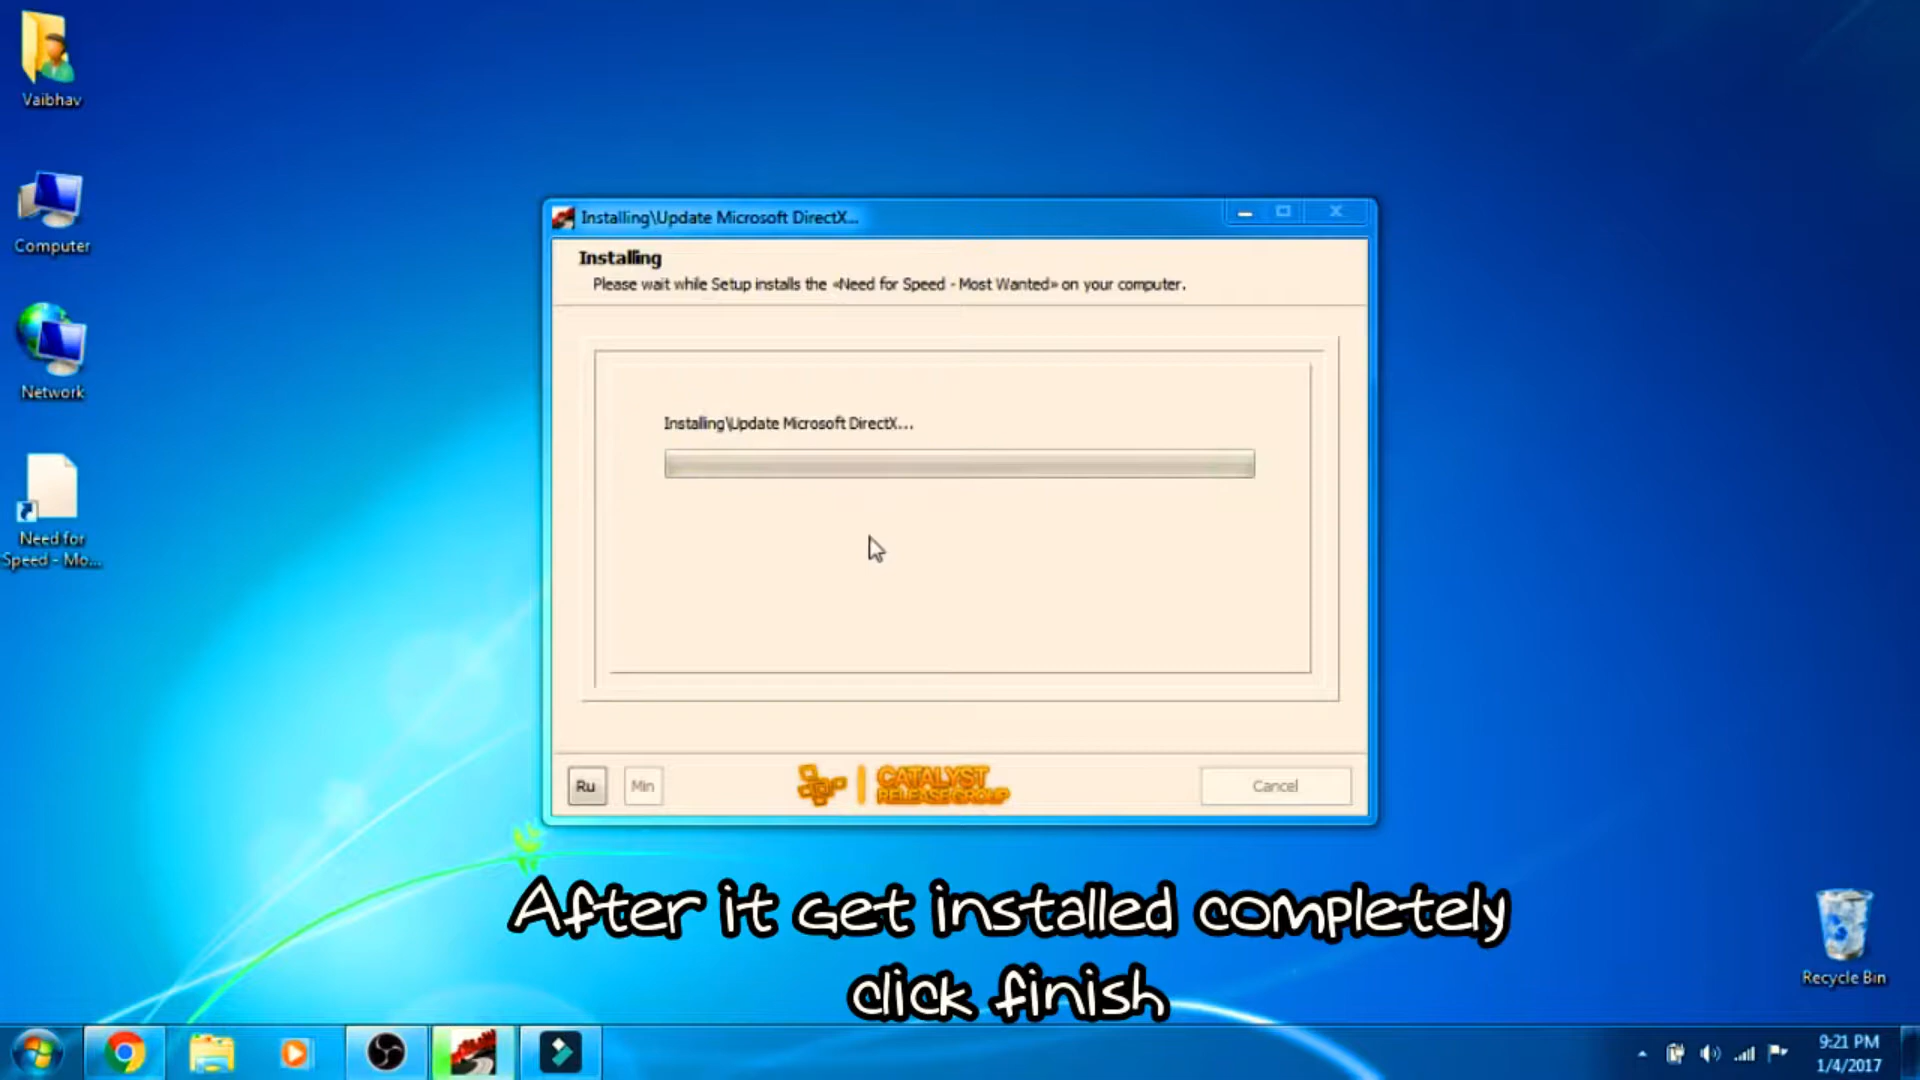 Vaibhav
Computer
Network
Need for
Speed - Mo...
Installing\Update Microsoft DirectX...
Installing
Please wait while Setup installs the «Need for Speed - Most Wanted» on your computer.
Installing\Update Microsoft DirectX...
Ru
Min
CATALYST
RELEASE GROUP
Cancel
After it Get installed completely
click finish
Recycle Bin
9:21 PM
1/4/2017